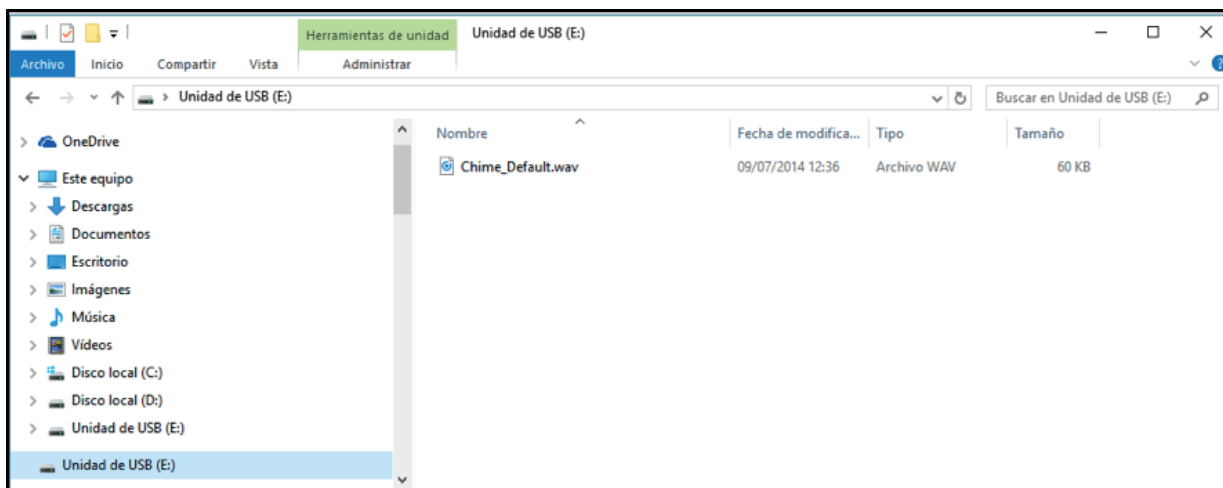 Herramientas de unidad Unidad de USB (E:)
Archivo Inicio Compartir Vista Administrar
Unidad de USB (E:) Buscar en Unidad de USB (E:)
Nombre Fecha de modifica... Tipo Tamaño
OneDrive
Chime_Default.wav 09/07/2014 12:36 Archivo WAV 60 KB
Este equipo
Descargas
Documentos
Escritorio
Imágenes
Música
Vídeos
Disco local (C:)
Disco local (D:)
Unidad de USB (E:)
Unidad de USB (E:)